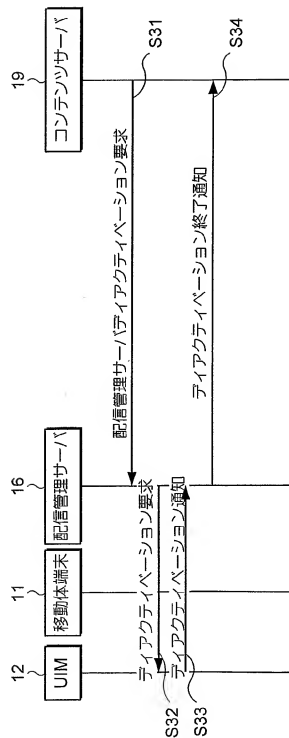 12
UIM
11
移動体端末
16
配信管理サーバ
19
コンテンツサーバ
配信管理サーバディアクティベーション要求
S31
ディアクティベーション要求
S32
ディアクティベーション通知
S33
ディアクティベーション終了通知
S34